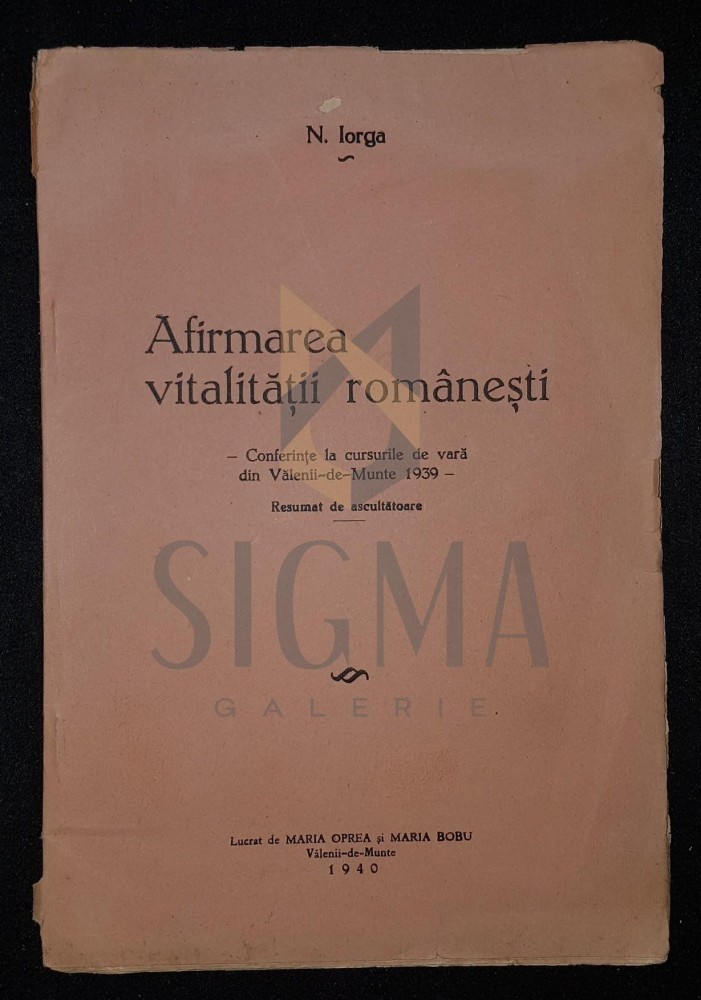 N. Iorga
Afirmarea
vitalității românești
– Conferințe la cursurile de vară
din Vălenii-de-Munte 1939 –
Resumat de ascultătoare
SIGMA
GALERIE
Lucrat de MARIA OPREA și MARIA BOBU
Vălenii-de-Munte
1940